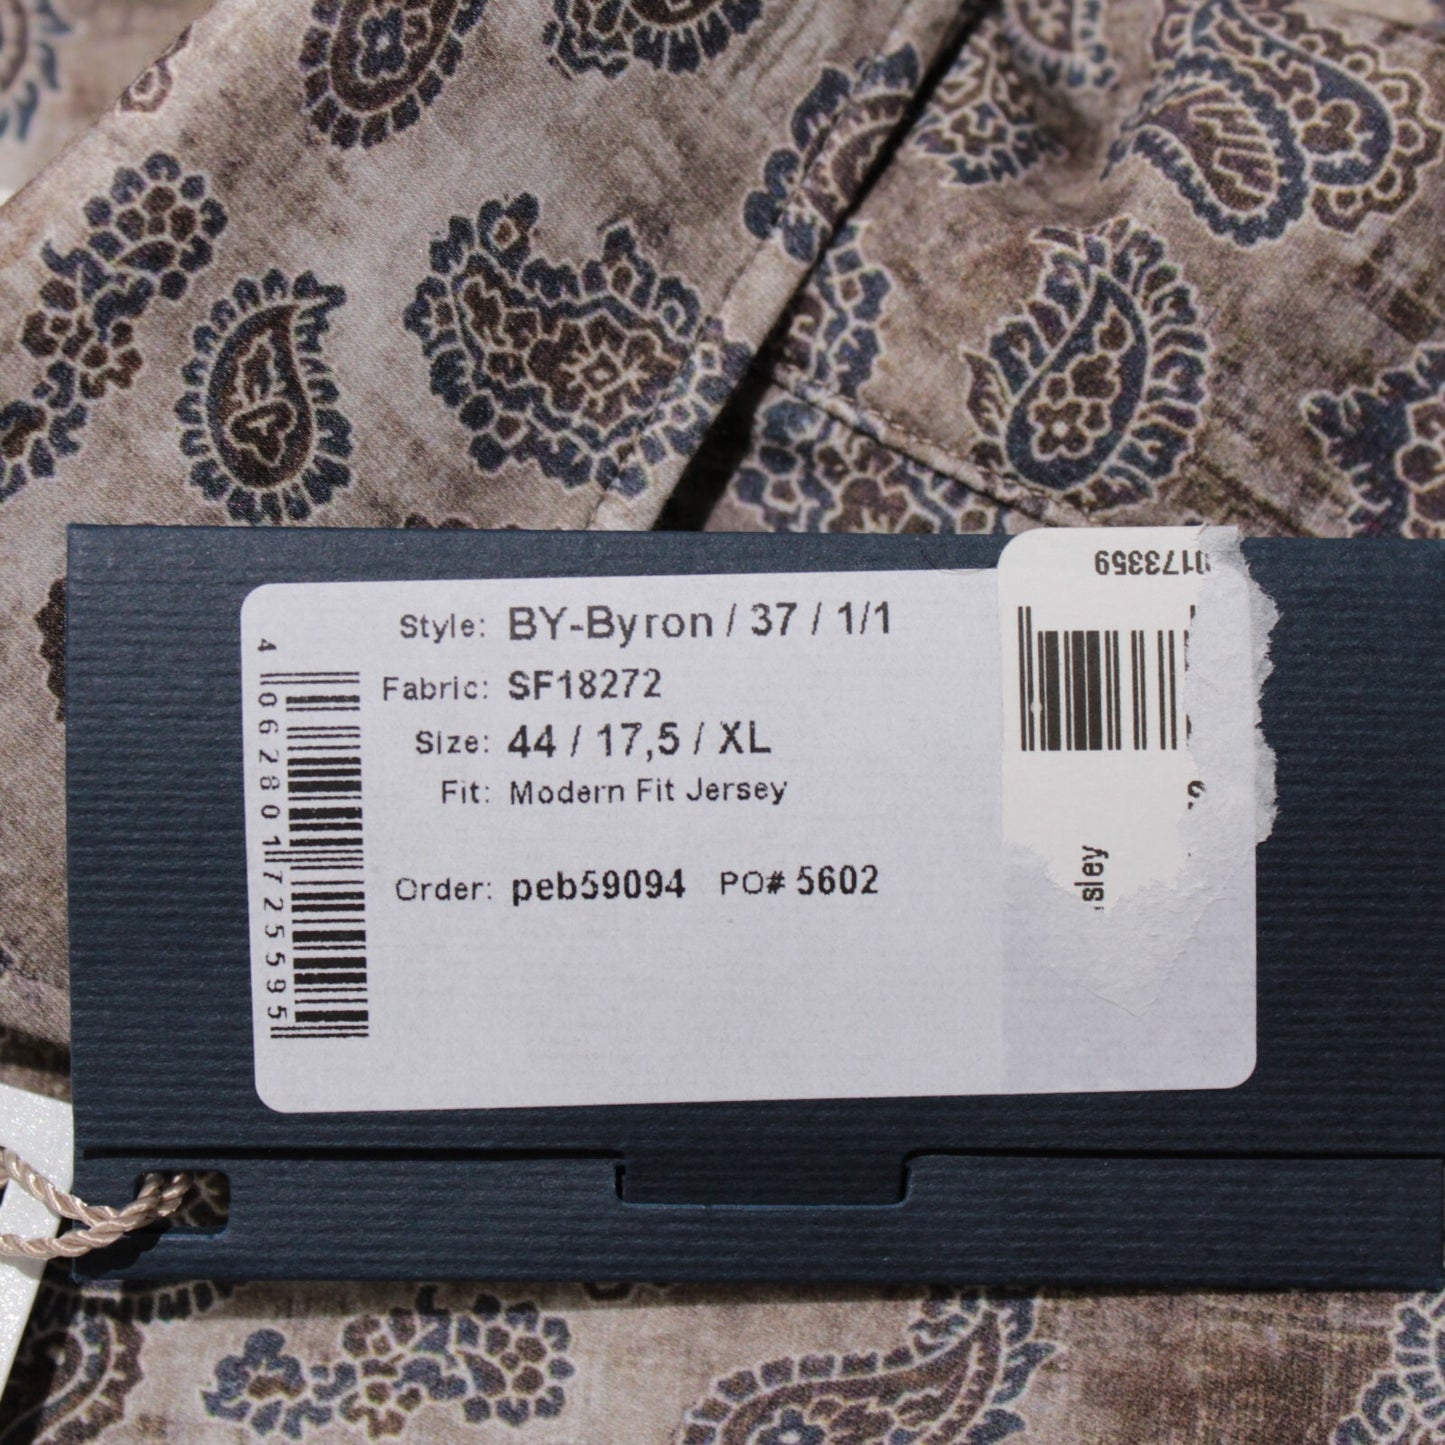 Style: BY-Byron / 37 / 1/1
Fabric: SF18272
Size: 44 / 17,5 / XL
Fit: Modern Fit Jersey
Order: peb59094 PO# 5602
4 062801 725595
0173359
sley